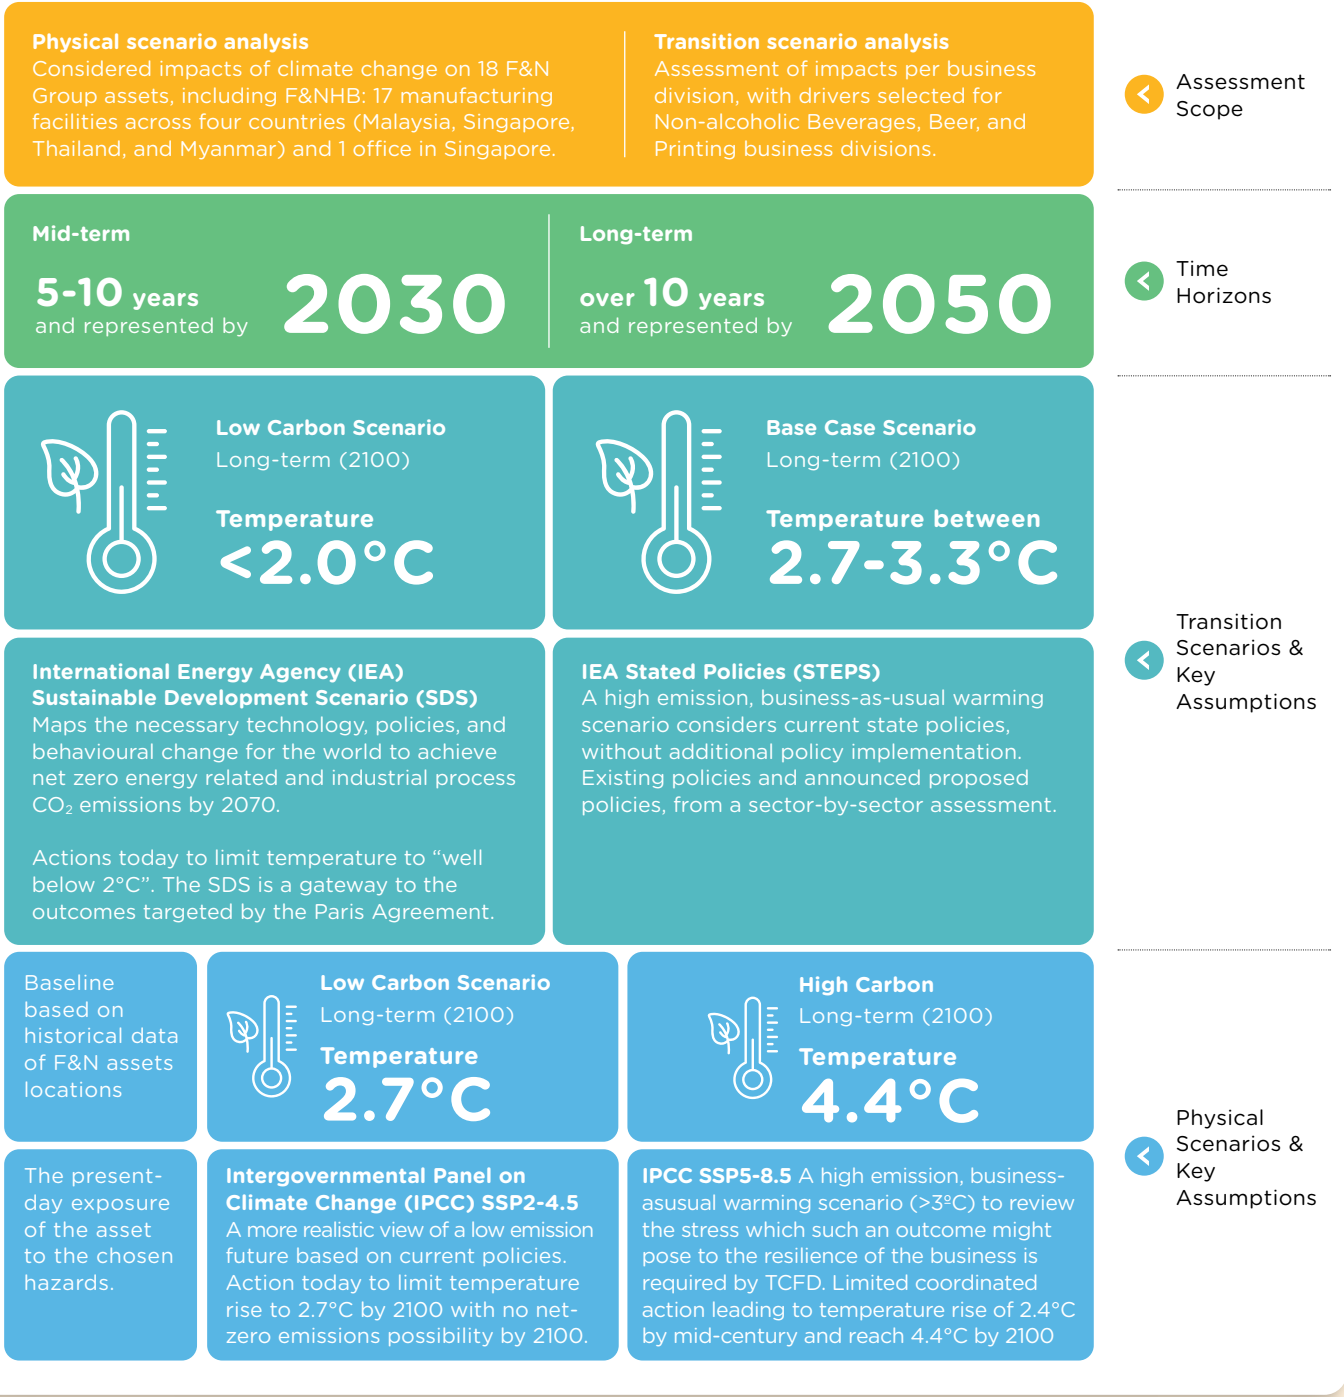 Physical scenario analysis
Considered impacts of climate change on 18 F&N
Group assets, including F&NHB: 17 manufacturing
facilities across four countries (Malaysia, Singapore,
Thailand, and Myanmar) and 1 office in Singapore.
Transition scenario analysis
Assessment of impacts per business
division, with drivers selected for
Non-alcoholic Beverages, Beer, and
Printing business divisions.
Assessment
Scope
Mid-term
5-10 years
and represented by
2030
Long-term
over 10 years
and represented by
2050
Time
Horizons
Low Carbon Scenario
Long-term (2100)
Temperature
<2.0°C
Base Case Scenario
Long-term (2100)
Temperature between
2.7-3.3°C
International Energy Agency (IEA)
Sustainable Development Scenario (SDS)
Maps the necessary technology, policies, and
behavioural change for the world to achieve
net zero energy related and industrial process
CO₂ emissions by 2070.
Actions today to limit temperature to “well
below 2°C”. The SDS is a gateway to the
outcomes targeted by the Paris Agreement.
IEA Stated Policies (STEPS)
A high emission, business-as-usual warming
scenario considers current state policies,
without additional policy implementation.
Existing policies and announced proposed
policies, from a sector-by-sector assessment.
Transition
Scenarios &
Key
Assumptions
Baseline
based on
historical data
of F&N assets
locations
Low Carbon Scenario
Long-term (2100)
Temperature
2.7°C
High Carbon
Long-term (2100)
Temperature
4.4°C
The present-
day exposure
of the asset
to the chosen
hazards.
Intergovernmental Panel on
Climate Change (IPCC) SSP2-4.5
A more realistic view of a low emission
future based on current policies.
Action today to limit temperature
rise to 2.7°C by 2100 with no net-
zero emissions possibility by 2100.
IPCC SSP5-8.5 A high emission, business-
asusual warming scenario (>3ºC) to review
the stress which such an outcome might
pose to the resilience of the business is
required by TCFD. Limited coordinated
action leading to temperature rise of 2.4°C
by mid-century and reach 4.4°C by 2100
Physical
Scenarios &
Key
Assumptions